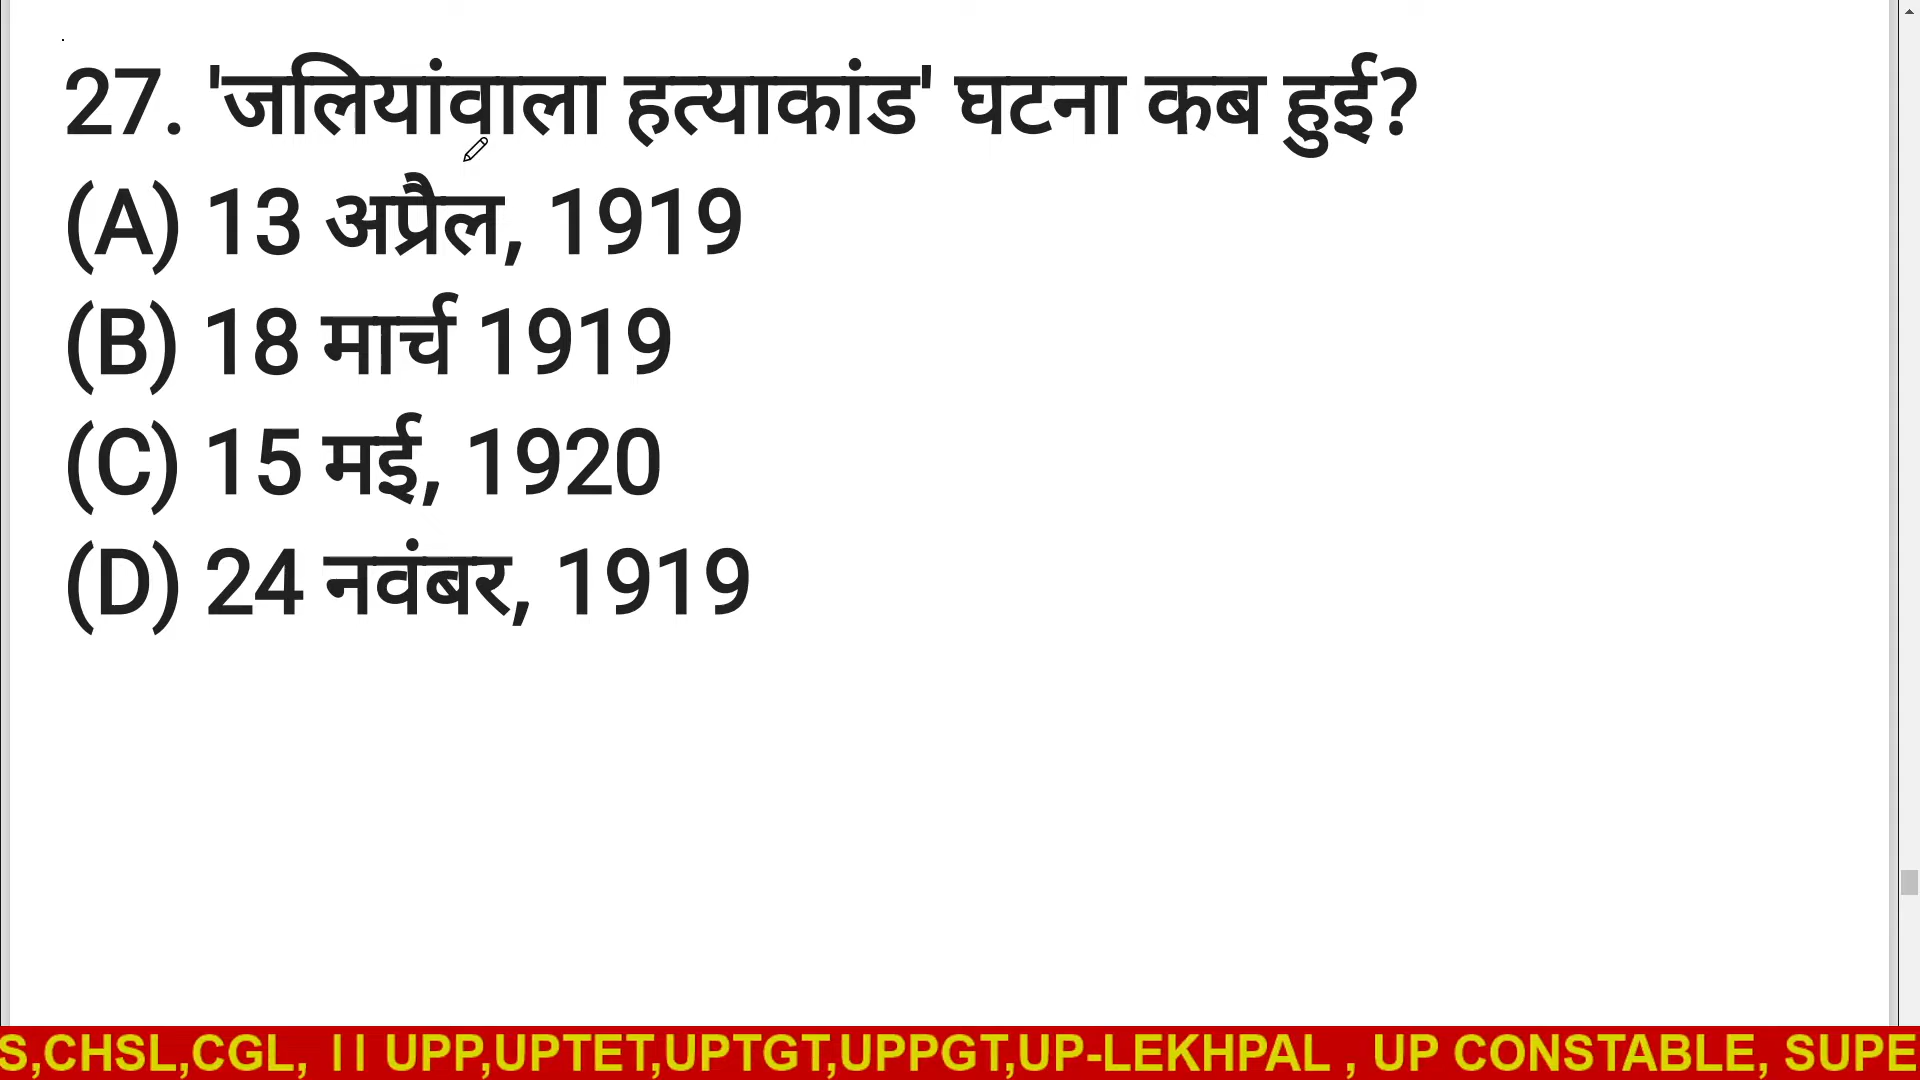 27. 'जलियांवाला हत्याकांड' घटना कब हुई?
(A) 13 अप्रैल, 1919
(B) 18 मार्च 1919
(C) 15 मई, 1920
(D) 24 नवंबर, 1919
S,CHSL,CGL, ।। UPP,UPTET,UPTGT,UPPGT,UP-LEKHPAL , UP CONSTABLE, SUPE